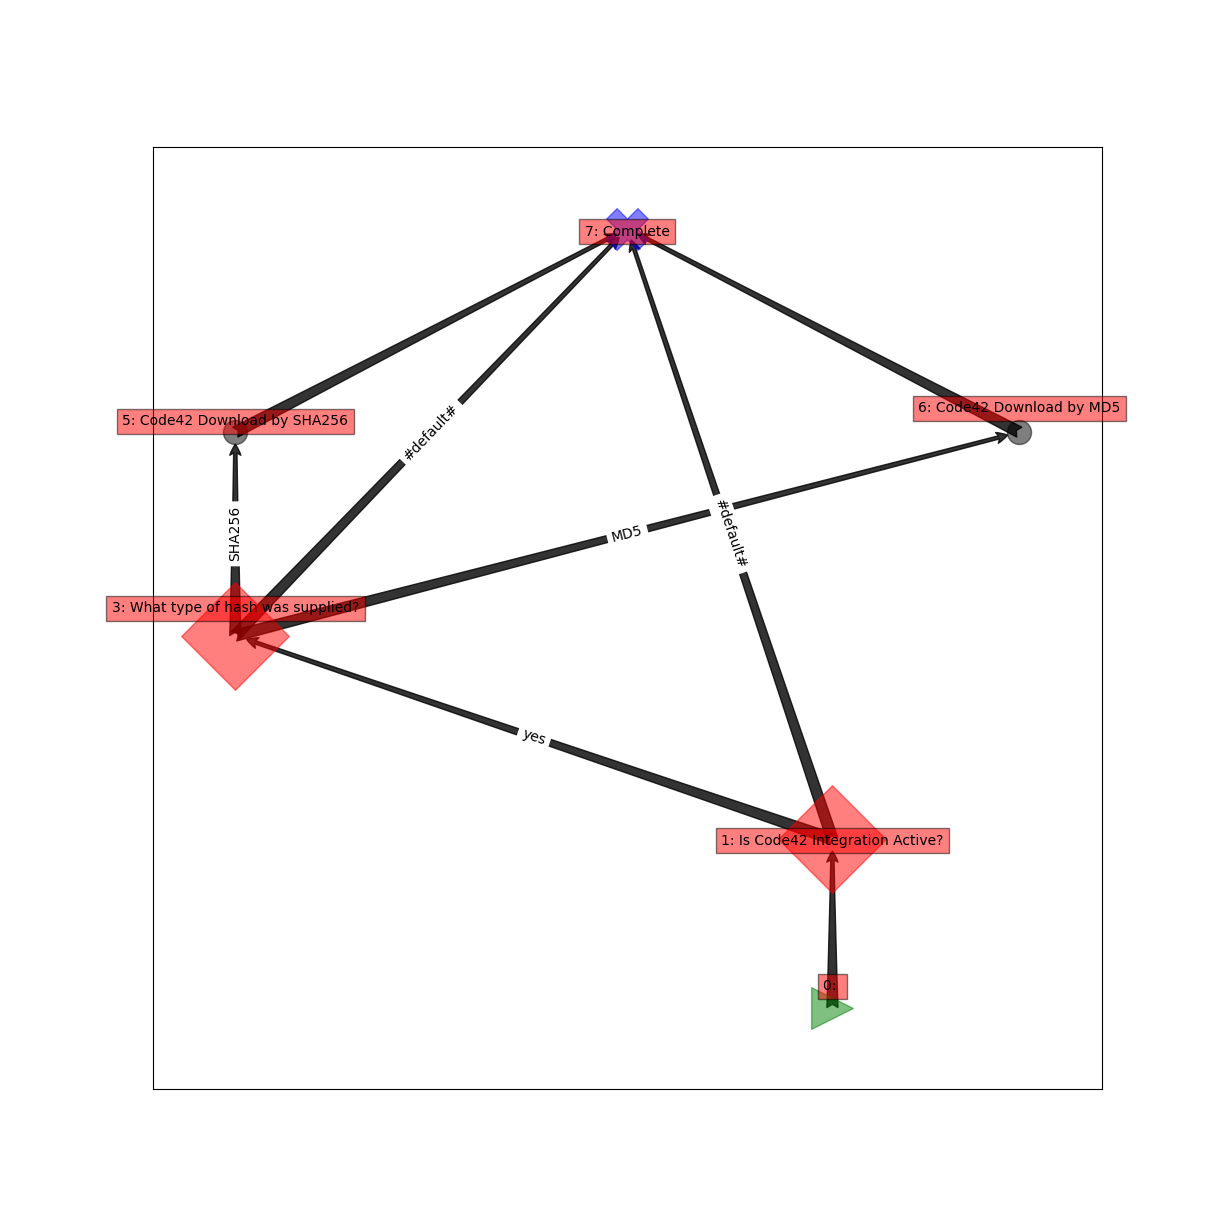 7: Complete
5: Code42 Download by SHA256
6: Code42 Download by MD5
#default#
SHA256
MD5
#default#
3: What type of hash was supplied?
yes
1: Is Code42 Integration Active?
0: